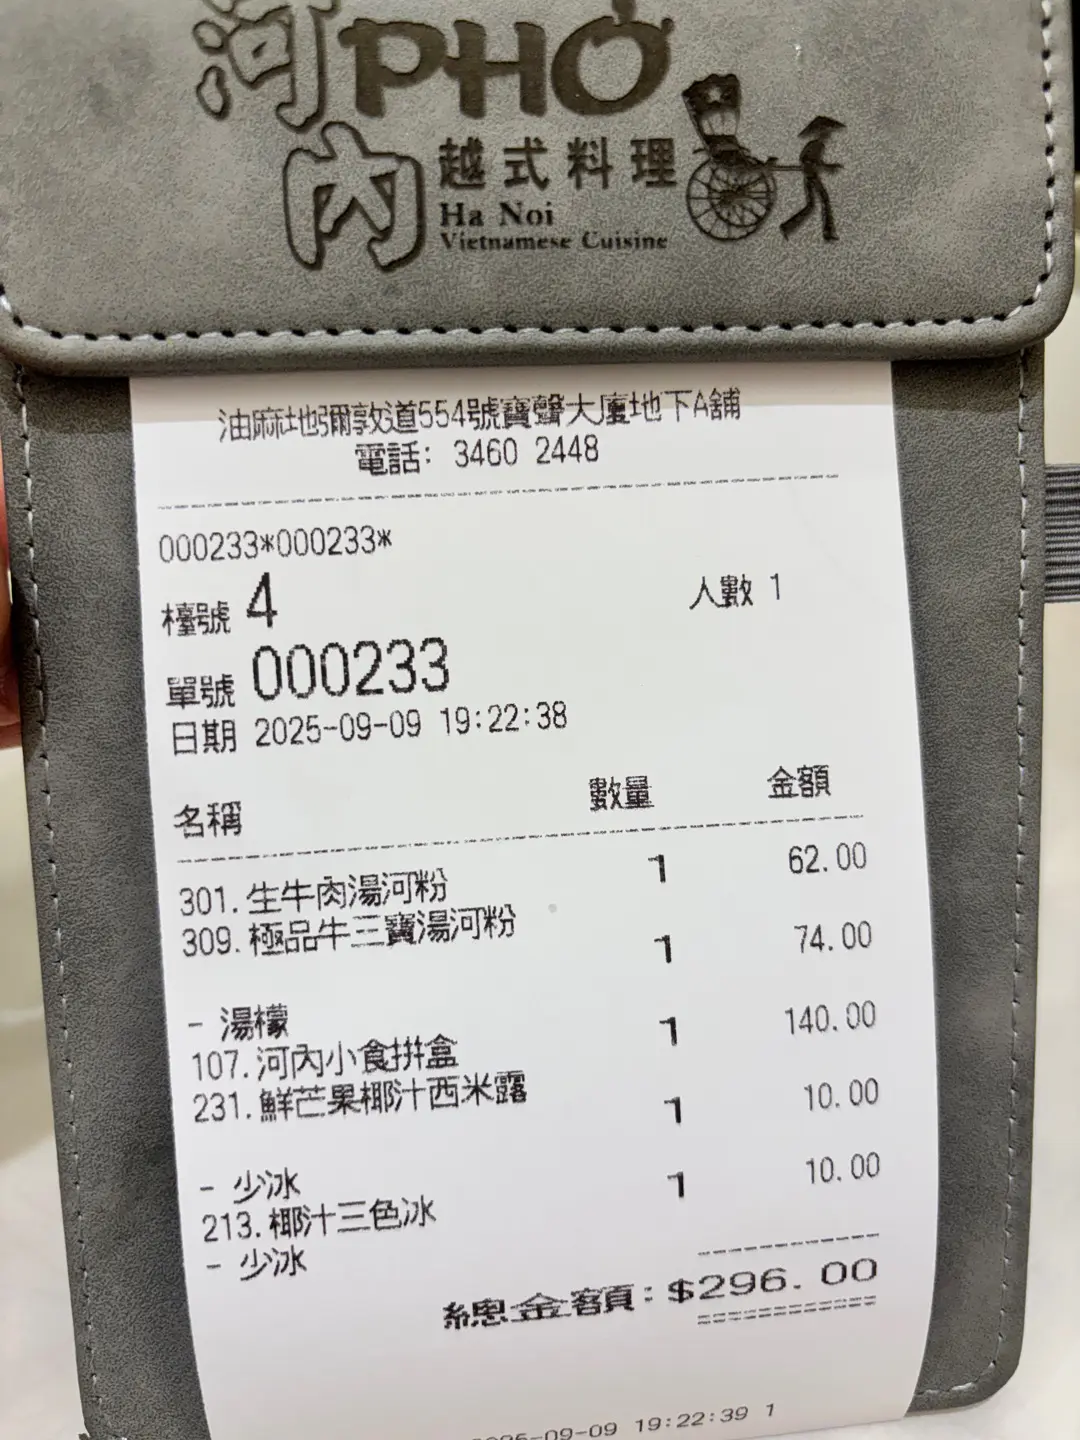 河 PHỞ
內 越式料理
Ha Noi
Vietnamese Cuisine
油麻地彌敦道554號寶聲大廈地下A舖
電話: 3460 2448
000233*000233*
檯號 4 人數 1
單號 000233
日期 2025-09-09 19:22:38
名稱 數量 金額
301.生牛肉湯河粉 1 62.00
309.極品牛三寶湯河粉 1 74.00
- 湯檬
107.河內小食拼盒 1 140.00
231.鮮芒果椰汁西米露 1 10.00
- 少冰
213.椰汁三色冰 1 10.00
- 少冰
總金額:$296.00
-09-09 19:22:39 1